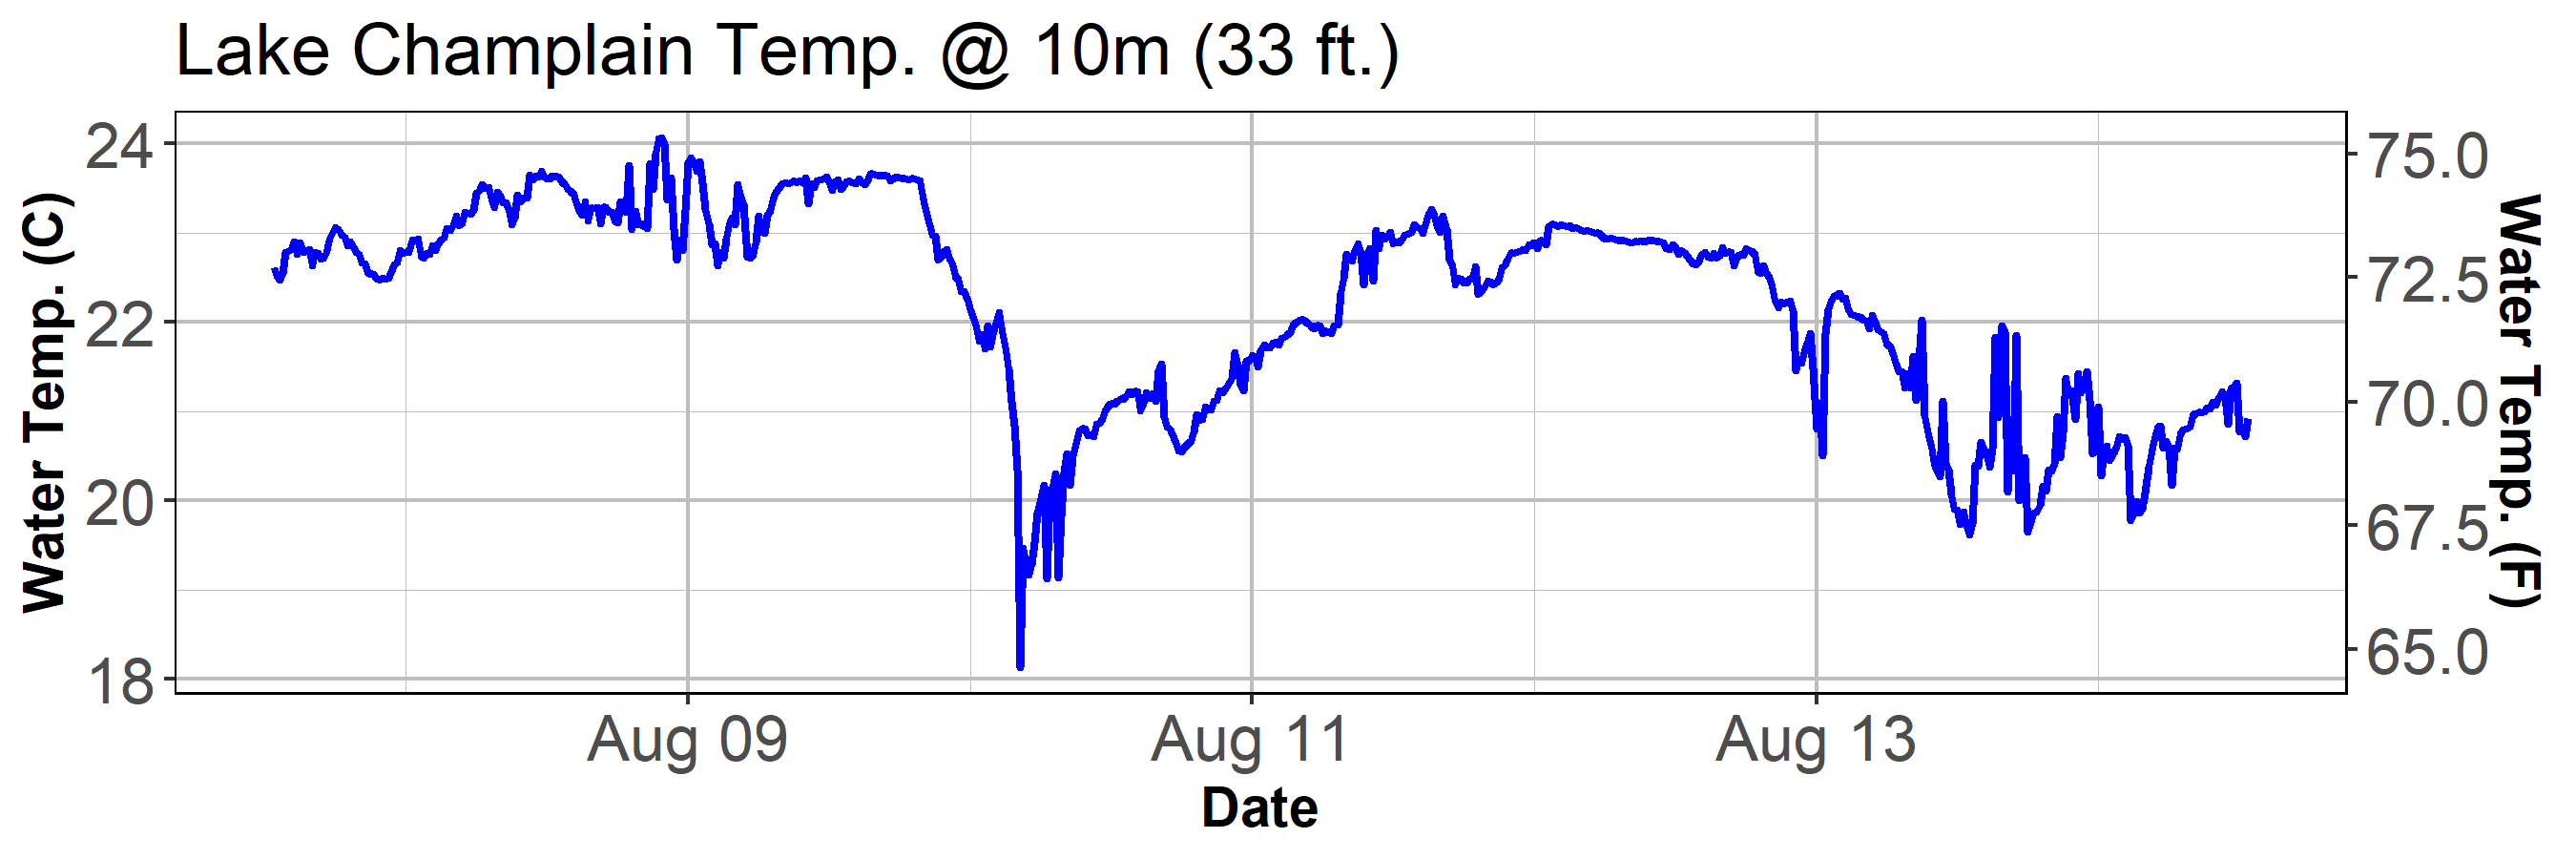 Lake Champlain Temp. @ 10m (33 ft.)
Water Temp. (C)
24
22
20
18
75.0
72.5
70.0
67.5
65.0
Water Temp. (F)
Aug 09
Aug 11
Aug 13
Date